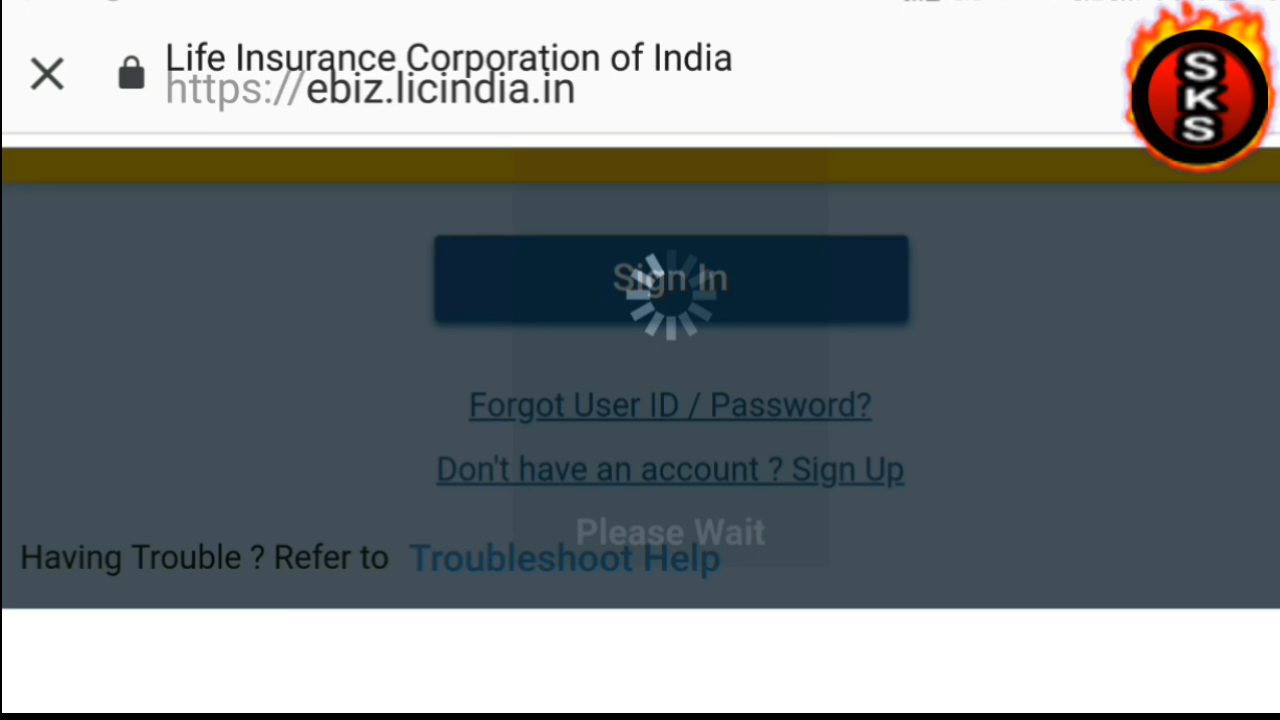 Life Insurance Corporation of India
https://ebiz.licindia.in
SKS
Sign In
Forgot User ID / Password?
Don't have an account ? Sign Up
Please Wait
Having Trouble ? Refer to Troubleshoot Help